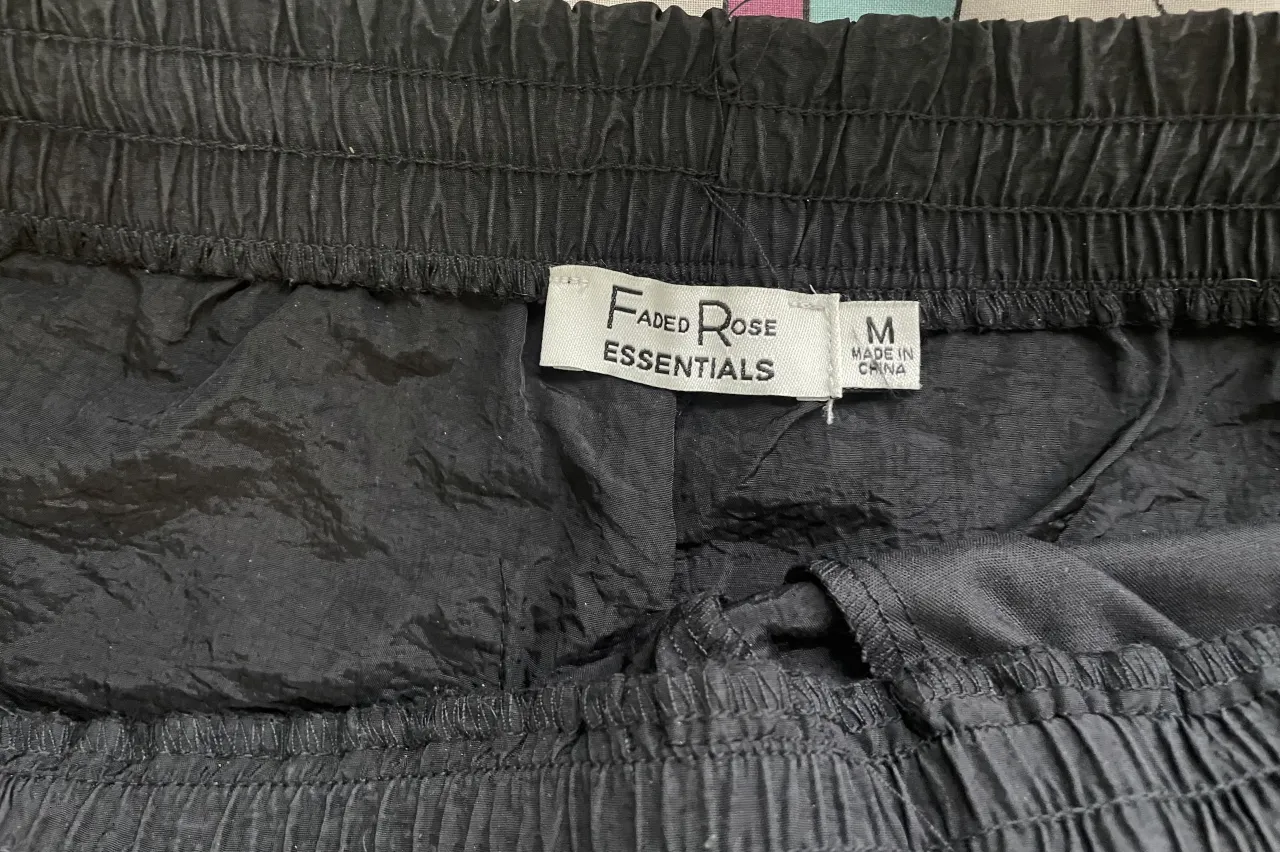 FADED ROSE
ESSENTIALS
M
MADE IN
CHINA